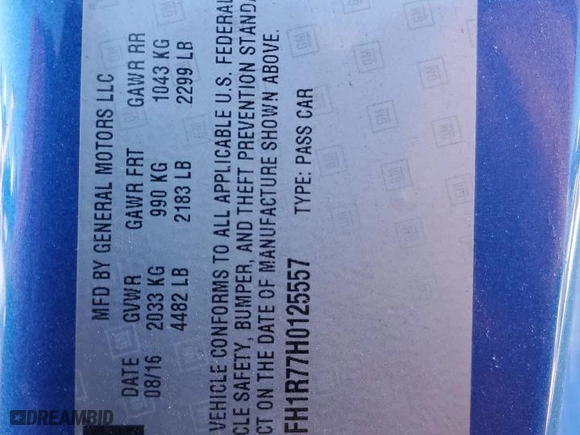 MFD BY GENERAL MOTORS LLC
DATE GVWR GAWR FRT GAWR RR
08/16 2033 KG 990 KG 1043 KG
4482 LB 2183 LB 2299 LB
VEHICLE CONFORMS TO ALL APPLICABLE U.S. FEDERAL
CLE SAFETY, BUMPER, AND THEFT PREVENTION STANDA
CT ON THE DATE OF MANUFACTURE SHOWN ABOVE.
FH1R77H0125557 TYPE: PASS CAR
GM
DREAMBID